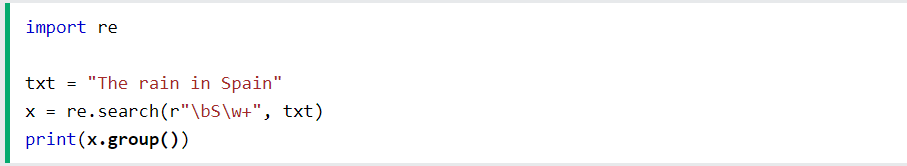 import re
txt = "The rain in Spain"
x = re.search(r"\bS\w+", txt)
print(x.group())